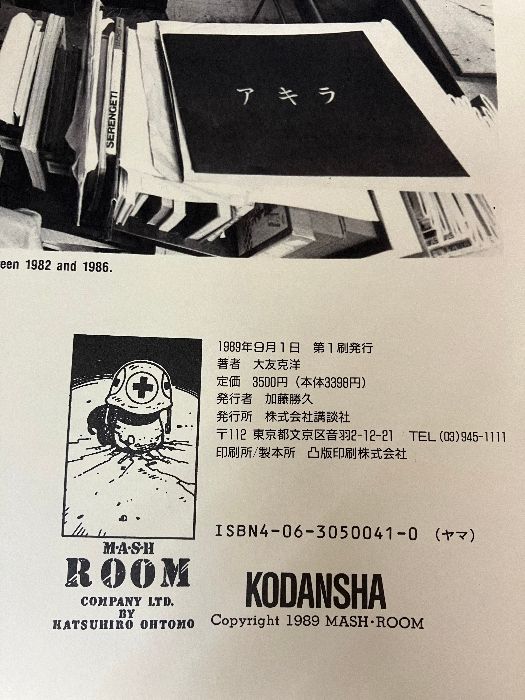 SERENGETI
アキラ
een 1982 and 1986.
1989年9月1日 第1刷発行
著者 大友克洋
定価 3500円（本体3398円）
発行者 加藤勝久
発行所 株式会社講談社
〒112 東京都文京区音羽2-12-21 TEL(03)945-1111
印刷所/製本所 凸版印刷株式会社
ISBN4-06-3050041-0 (ヤマ)
M·A·S·H
ROOM
COMPANY LTD.
BY
KATSUHIRO OHTOMO
KODANSHA
Copyright 1989 MASH·ROOM